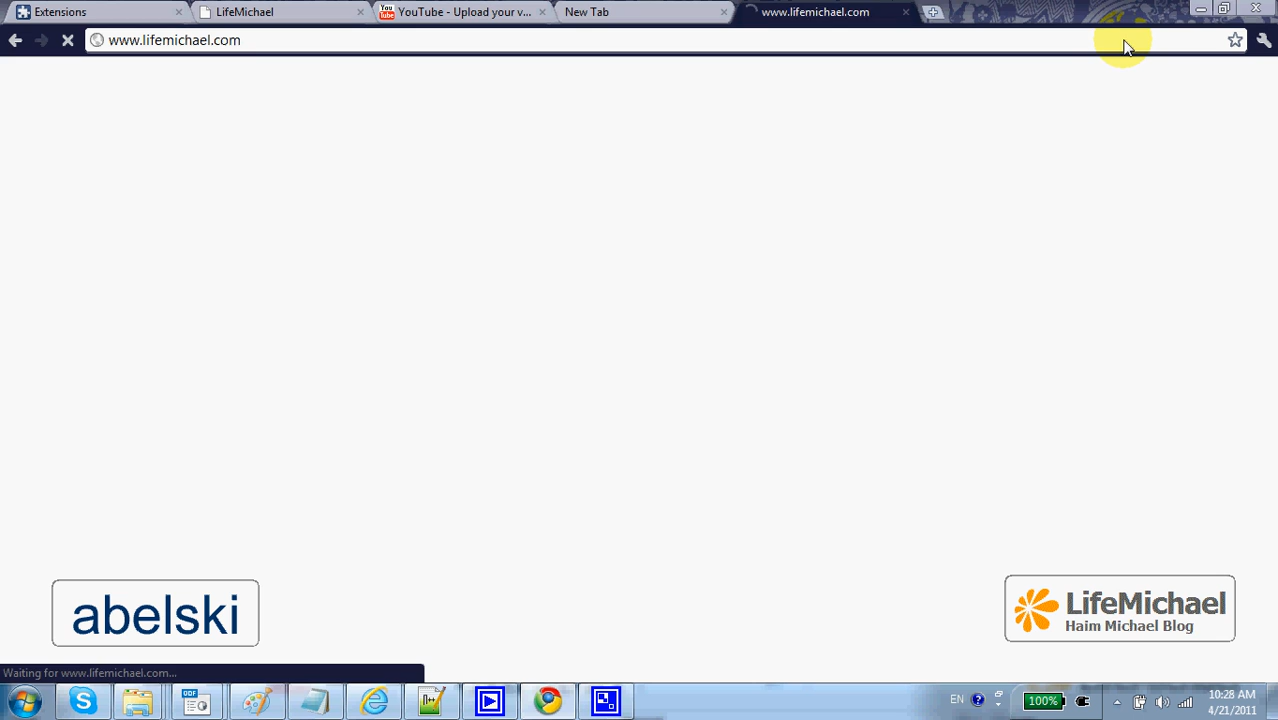 Extensions
LifeMichael
YouTube - Upload your v...
New Tab
www.lifemichael.com
www.lifemichael.com
abelski
LifeMichael
Haim Michael Blog
Waiting for www.lifemichael.com...
EN
100%
10:28 AM
4/21/2011